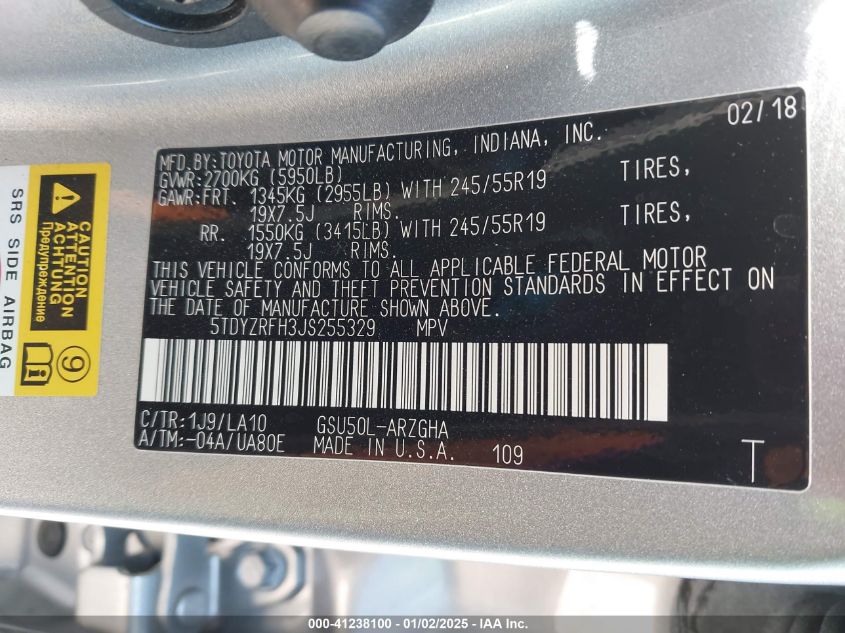 02/18
MFD.BY:TOYOTA MOTOR MANUFACTURING, INDIANA, INC.
GVWR:2700KG (5950LB)
GAWR:FRT. 1345KG (2955LB) WITH 245/55R19 TIRES,
19X7.5J RIMS.
RR. 1550KG (3415LB) WITH 245/55R19 TIRES,
19X7.5J RIMS.
THIS VEHICLE CONFORMS TO ALL APPLICABLE FEDERAL MOTOR
VEHICLE SAFETY AND THEFT PREVENTION STANDARDS IN EFFECT ON
THE DATE OF MANUFACTURE SHOWN ABOVE.
5TDYZRFH3JS255329 MPV
C/TR:1J9/LA10 GSU50L-ARZGHA
A/TM:-04A/UA80E MADE IN U.S.A. 109
T
CAUTION
ATTENTION
ACHTUNG
Предупреждение
9
SRS SIDE AIRBAG
000-41238100 - 01/02/2025 - IAA Inc.